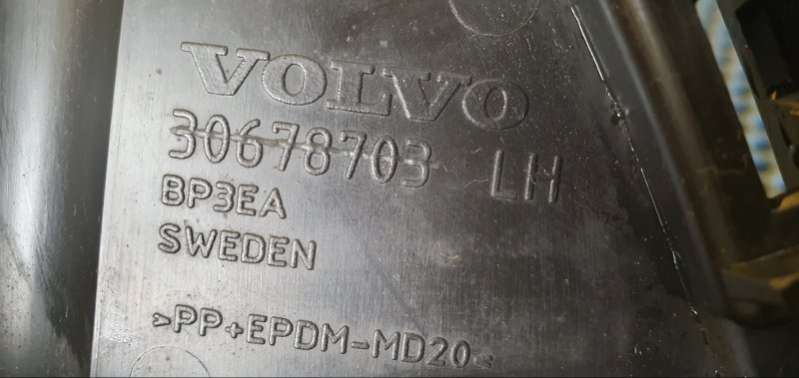 VOLVO
30678703 LH
BP3EA
SWEDEN
>PP+EPDM-MD20<